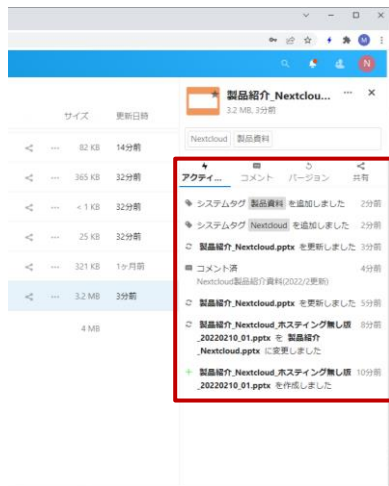 M
N
サイズ
更新日時
82 KB
14分前
365 KB
32分前
< 1 KB
32分前
25 KB
32分前
321 KB
1ヶ月前
3.2 MB
3分前
4 MB
製品紹介_Nextclou...
3.2 MB, 3分前
Nextcloud 製品資料
アクティ... コメント バージョン 共有
システムタグ 製品資料 を追加しました 2分前
システムタグ Nextcloud を追加しました 2分前
製品紹介_Nextcloud.pptx を更新しました 3分前
コメント済 4分前
Nextcloud製品紹介資料(2022/2更新)
製品紹介_Nextcloud.pptx を更新しました 5分前
製品紹介_Nextcloud_ホスティング無し版 8分前
_20220210_01.pptx を 製品紹介
_Nextcloud.pptx に変更しました
製品紹介_Nextcloud_ホスティング無し版 10分前
_20220210_01.pptx を作成しました